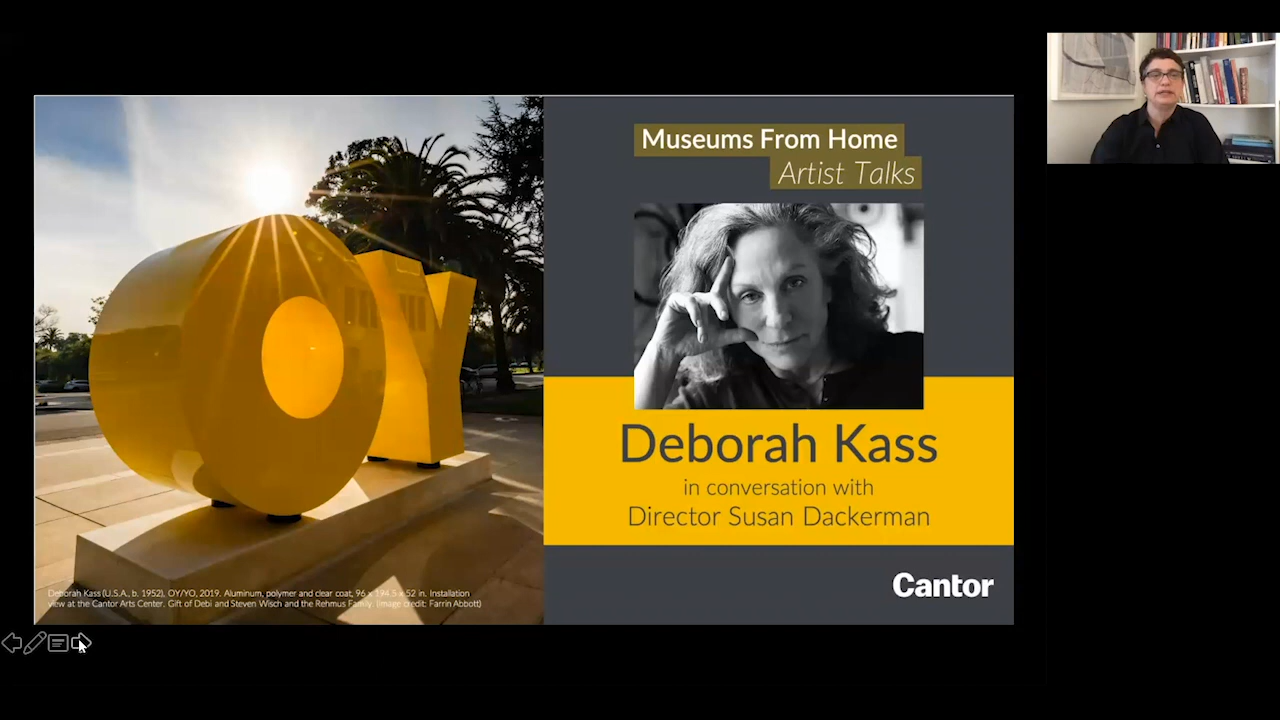 OY
Museums From Home
Artist Talks
Deborah Kass
in conversation with
Director Susan Dackerman
Cantor
Deborah Kass (U.S.A., b. 1952), OY/YO, 2019. Aluminum, polymer and clear coat, 96 x 194.5 x 52 in. Installation
view at the Cantor Arts Center. Gift of Debi and Steven Wisch and the Rehmus Family. (image credit: Farrin Abbott)